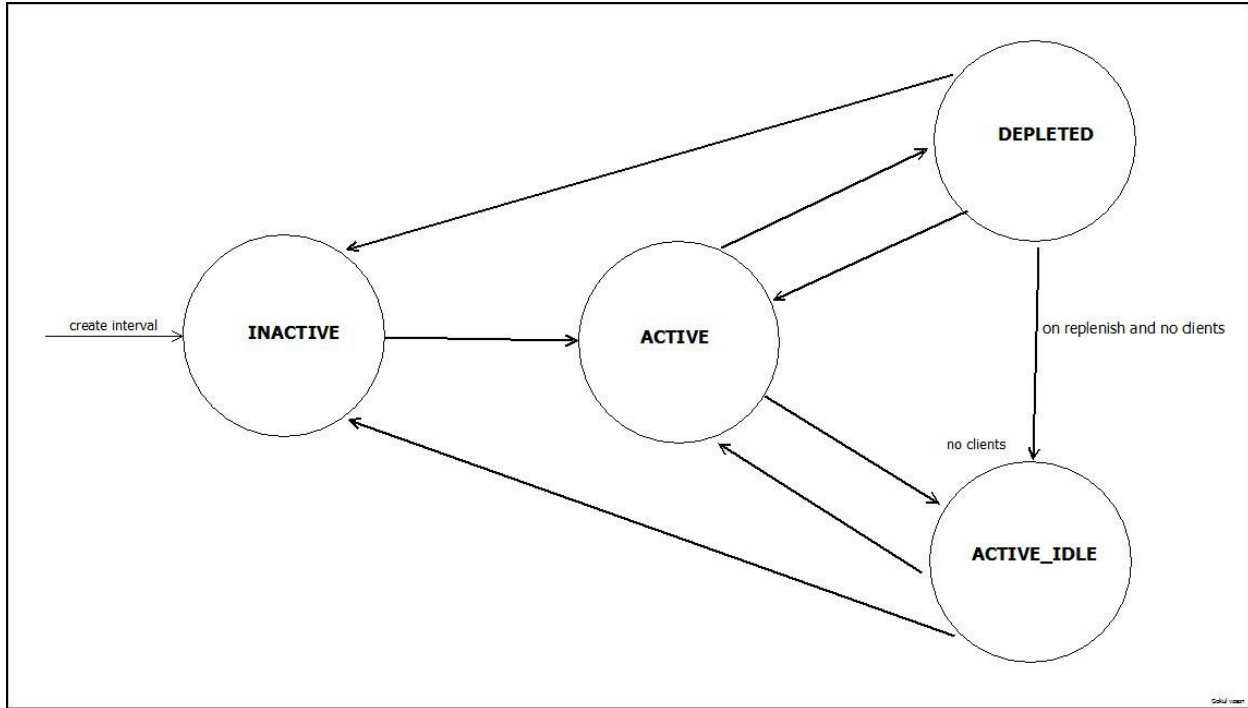 DEPLETED
create interval
INACTIVE
ACTIVE
on replenish and no clients
no clients
ACTIVE_IDLE